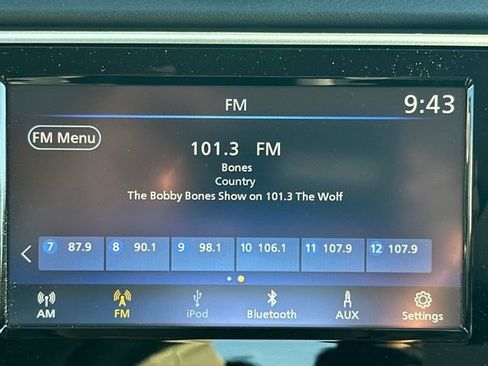 FM 9:43
FM Menu
101.3 FM
Bones
Country
The Bobby Bones Show on 101.3 The Wolf
7 87.9 8 90.1 9 98.1 10 106.1 11 107.9 12 107.9
AM FM iPod Bluetooth AUX Settings